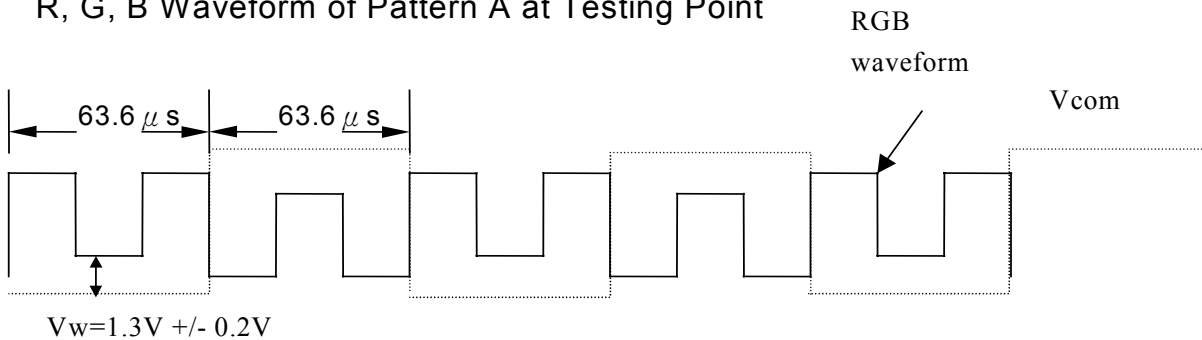 R, G, B Waveform of Pattern A at Testing Point
RGB
waveform
Vcom
63.6 μ s
63.6 μ s
Vw=1.3V +/- 0.2V